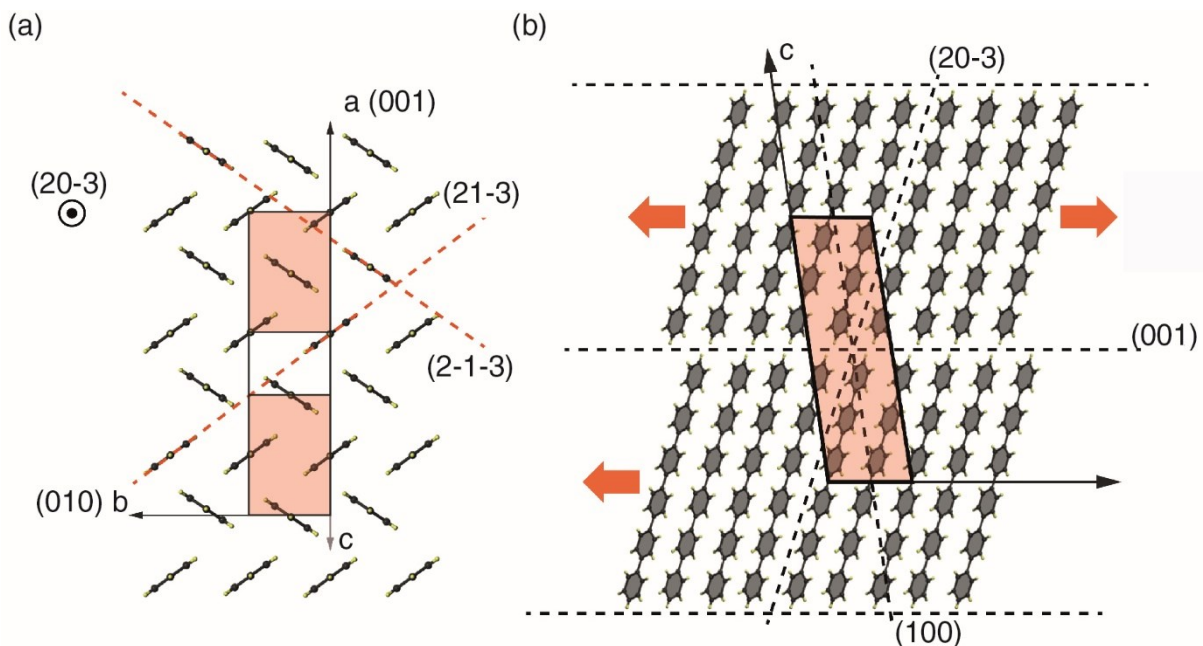 (a)
a (001)
(20-3)
(21-3)
(2-1-3)
(010) b
c
(b)
c
(20-3)
(001)
(100)